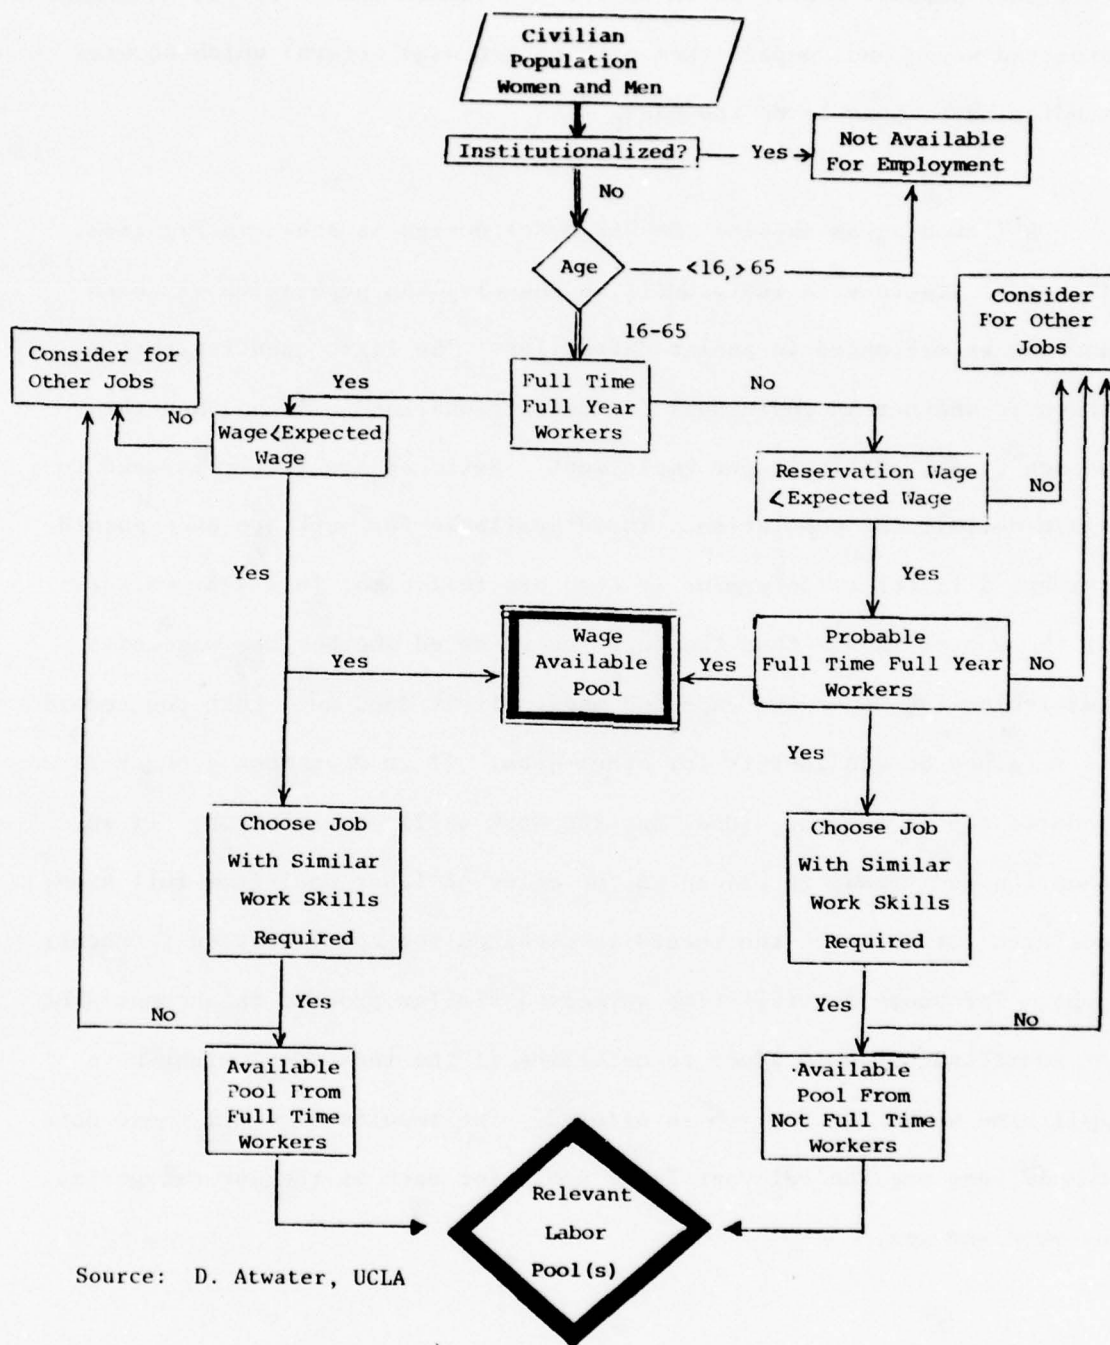 Civilian
Population
Women and Men
Institutionalized?
Yes
Not Available
For Employment
No
Age
<16, >65
Consider
For Other
Jobs
16-65
Consider for
Other Jobs
Yes
Full Time
Full Year
Workers
No
No
Wage<Expected
Wage
Reservation Wage
<Expected Wage
No
Yes
Yes
Yes
Wage
Available
Pool
Yes
Probable
Full Time Full Year
Workers
No
Yes
Choose Job
With Similar
Work Skills
Required
Choose Job
With Similar
Work Skills
Required
Yes
No
Yes
No
Available
Pool From
Full Time
Workers
Available
Pool From
Not Full Time
Workers
Relevant
Labor
Pool(s)
Source: D. Atwater, UCLA